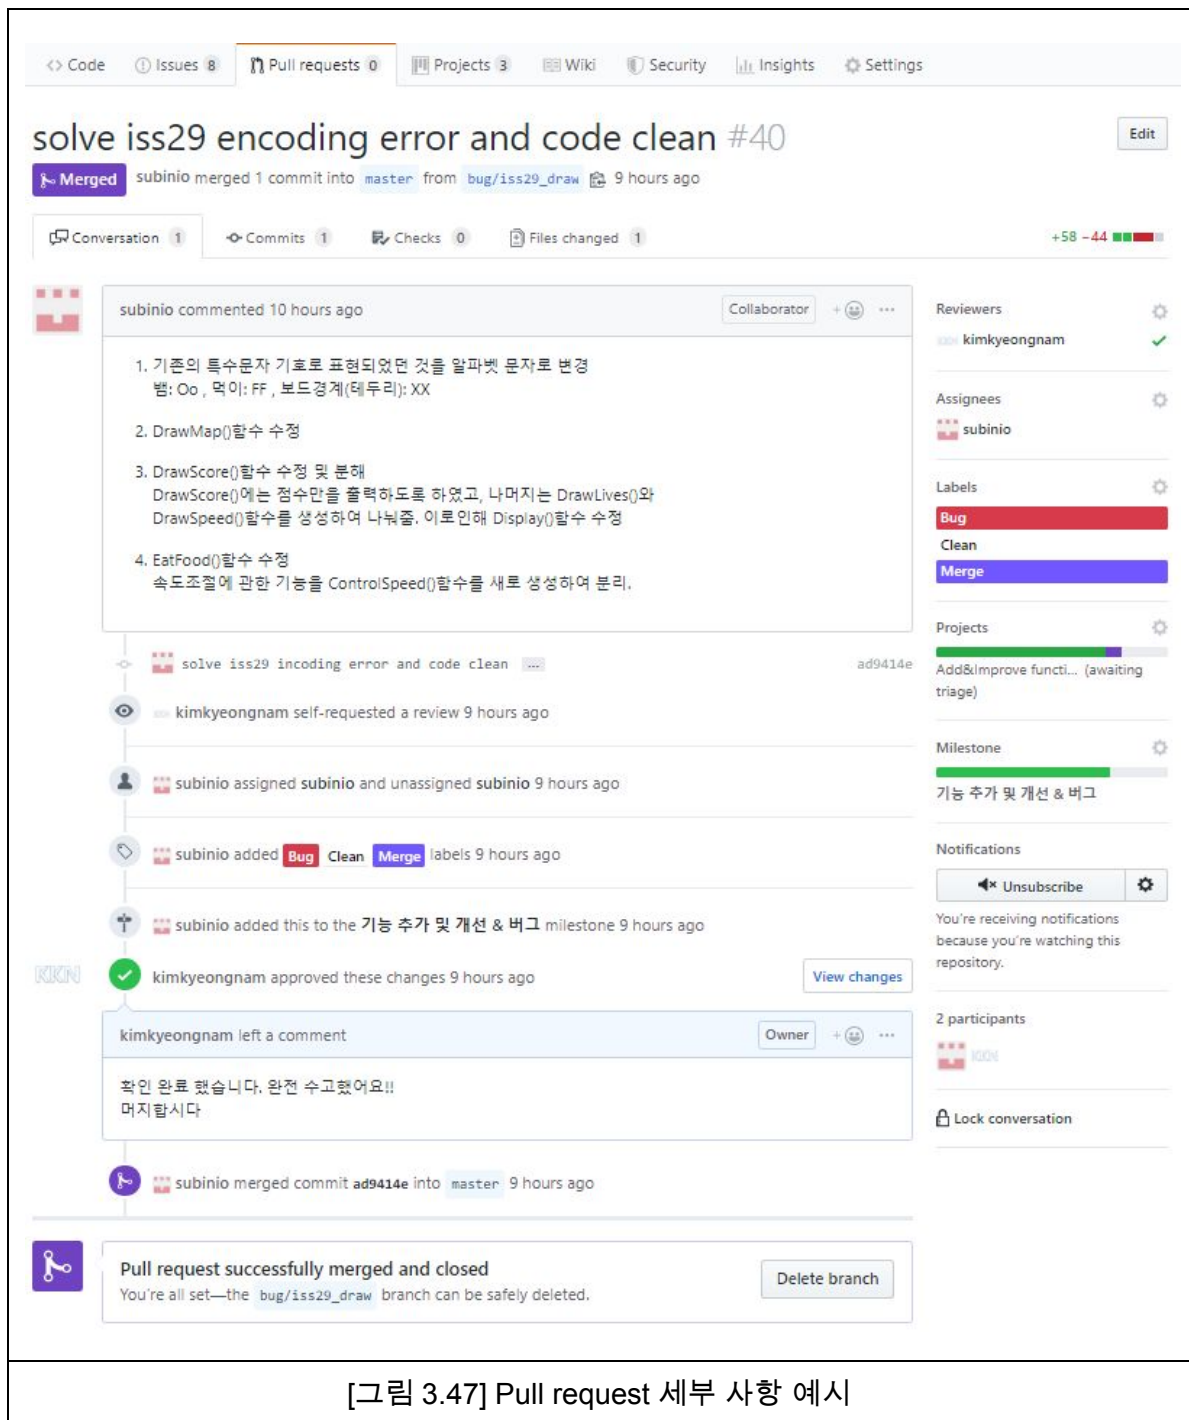 Code Issues 8 Pull requests 0 Projects 3 Wiki Security Insights Settings
solve iss29 encoding error and code clean #40
Edit
Merged subinio merged 1 commit into master from bug/iss29_draw 9 hours ago
Conversation 1 Commits 1 Checks 0 Files changed 1
+58 −44
subinio commented 10 hours ago
Collaborator
1. 기존의 특수문자 기호로 표현되었던 것을 알파벳 문자로 변경
뱀: Oo , 먹이: FF , 보드경계(테두리): XX
2. DrawMap()함수 수정
3. DrawScore()함수 수정 및 분해
DrawScore()에는 점수만을 출력하도록 하였고, 나머지는 DrawLives()와
DrawSpeed()함수를 생성하여 나눠줌. 이로인해 Display()함수 수정
4. EatFood()함수 수정
속도조절에 관한 기능을 ControlSpeed()함수를 새로 생성하여 분리.
solve iss29 incoding error and code clean ...
ad9414e
kimkyeongnam self-requested a review 9 hours ago
subinio assigned subinio and unassigned subinio 9 hours ago
subinio added Bug Clean Merge labels 9 hours ago
subinio added this to the 기능 추가 및 개선 & 버그 milestone 9 hours ago
KKN
kimkyeongnam approved these changes 9 hours ago
View changes
kimkyeongnam left a comment
Owner
확인 완료 했습니다. 완전 수고했어요!!
머지합시다
subinio merged commit ad9414e into master 9 hours ago
Pull request successfully merged and closed
You're all set—the bug/iss29_draw branch can be safely deleted.
Delete branch
Reviewers
KKN kimkyeongnam
Assignees
subinio
Labels
Bug
Clean
Merge
Projects
Add&Improve functi... (awaiting
triage)
Milestone
기능 추가 및 개선 & 버그
Notifications
Unsubscribe
You're receiving notifications
because you're watching this
repository.
2 participants
KKN
Lock conversation
[그림 3.47] Pull request 세부 사항 예시